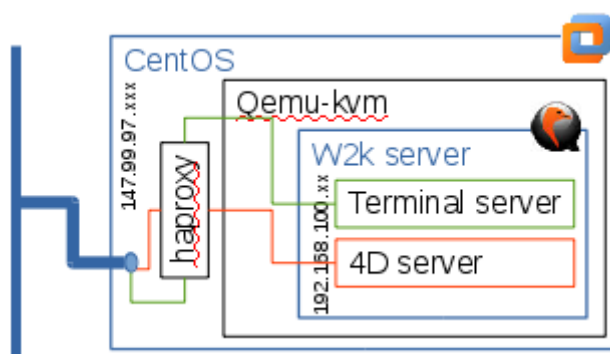 CentOS
147.99.97.xxx
haproxy
Qemu-kvm
W2k server
192.168.100.xx
Terminal server
4D server